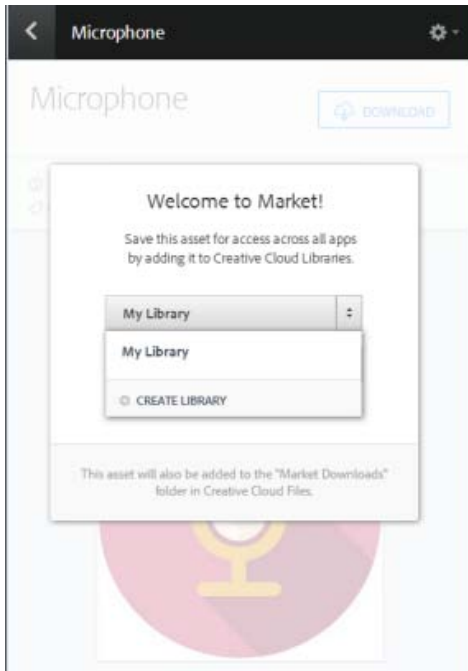 Microphone
Microphone
DOWNLOAD
Welcome to Market!
Save this asset for access across all apps
by adding it to Creative Cloud Libraries.
My Library
My Library
CREATE LIBRARY
This asset will also be added to the "Market Downloads"
folder in Creative Cloud Files.